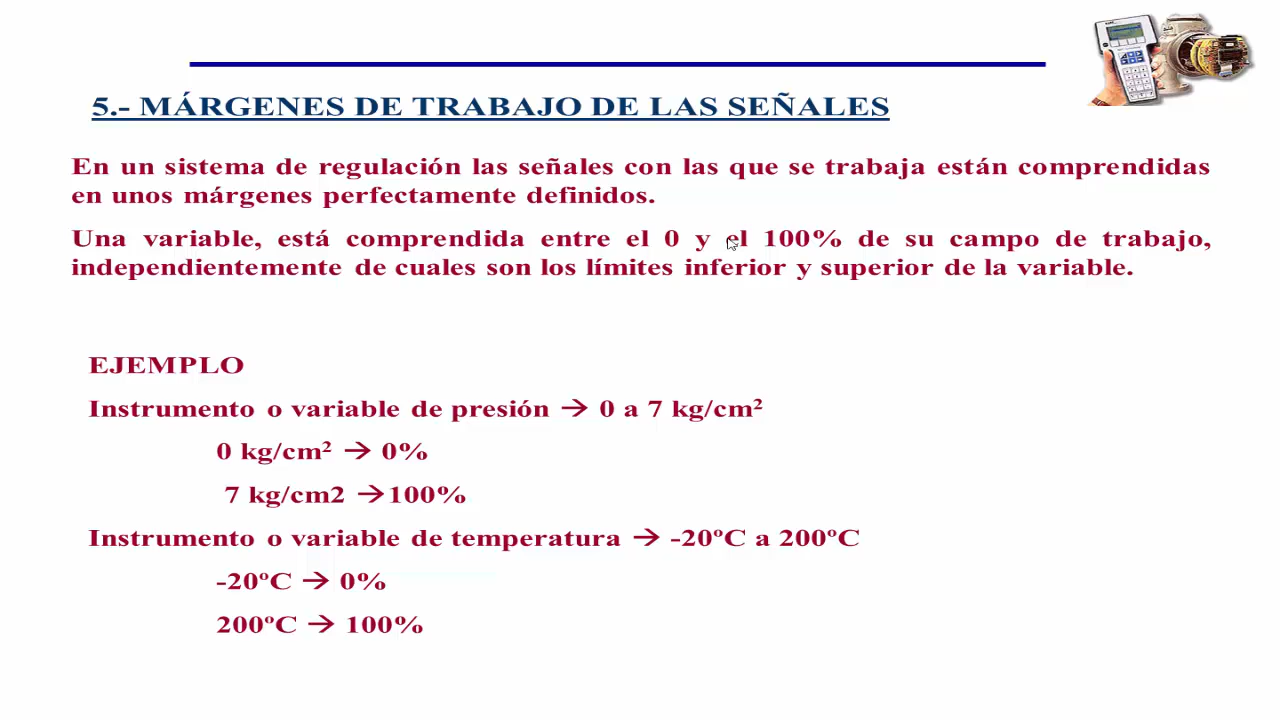 5.- MÁRGENES DE TRABAJO DE LAS SEÑALES
En un sistema de regulación las señales con las que se trabaja están comprendidas
en unos márgenes perfectamente definidos.
Una variable, está comprendida entre el 0 y el 100% de su campo de trabajo,
independientemente de cuales son los límites inferior y superior de la variable.
EJEMPLO
Instrumento o variable de presión → 0 a 7 kg/cm²
0 kg/cm² → 0%
7 kg/cm2 →100%
Instrumento o variable de temperatura → -20ºC a 200ºC
-20ºC → 0%
200ºC → 100%